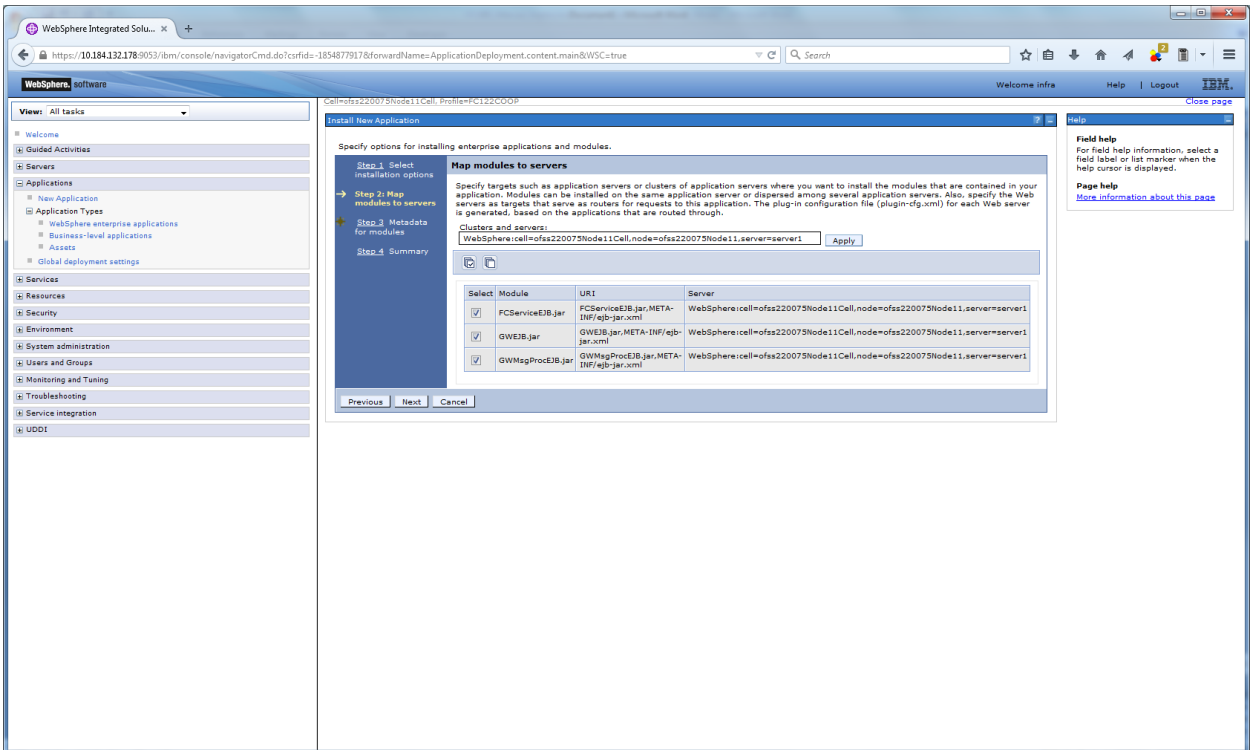 WebSphere Integrated Solu... × +
https://10.184.132.178:9053/ibm/console/navigatorCmd.do?csrfid=-1854877917&forwardName=ApplicationDeployment.content.main&WSC=true
Search
2
WebSphere. software
Welcome infra
Help | Logout
IBM.
View: All tasks
Welcome
Guided Activities
Servers
Applications
New Application
Application Types
WebSphere enterprise applications
Business-level applications
Assets
Global deployment settings
Services
Resources
Security
Environment
System administration
Users and Groups
Monitoring and Tuning
Troubleshooting
Service integration
UDDI
Cell=ofss220075Node11Cell, Profile=FC122COOP
Close page
Install New Application
?
Specify options for installing enterprise applications and modules.
Step 1 Select
installation options
Step 2: Map
modules to servers
Step 3 Metadata
for modules
Step 4 Summary
Map modules to servers
Specify targets such as application servers or clusters of application servers where you want to install the modules that are contained in your
application. Modules can be installed on the same application server or dispersed among several application servers. Also, specify the Web
servers as targets that serve as routers for requests to this application. The plug-in configuration file (plugin-cfg.xml) for each Web server
is generated, based on the applications that are routed through.
Clusters and servers:
WebSphere:cell=ofss220075Node11Cell,node=ofss220075Node11,server=server1
Apply
Select Module URI Server
FCServiceEJB.jar FCServiceEJB.jar,META-
INF/ejb-jar.xml WebSphere:cell=ofss220075Node11Cell,node=ofss220075Node11,server=server1
GWEJB.jar GWEJB.jar,META-INF/ejb-
jar.xml WebSphere:cell=ofss220075Node11Cell,node=ofss220075Node11,server=server1
GWMsgProcEJB.jar GWMsgProcEJB.jar,META-
INF/ejb-jar.xml WebSphere:cell=ofss220075Node11Cell,node=ofss220075Node11,server=server1
Previous Next Cancel
Help
Field help
For field help information, select a
field label or list marker when the
help cursor is displayed.
Page help
More information about this page